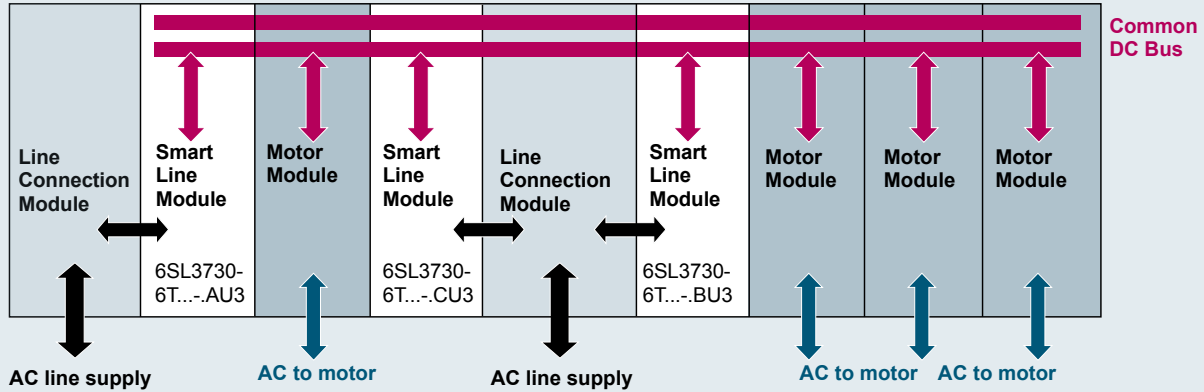 Common
DC Bus
Line
Connection
Module
Smart
Line
Module
Motor
Module
Smart
Line
Module
Line
Connection
Module
Smart
Line
Module
Motor
Module
Motor
Module
Motor
Module
6SL3730-
6T...-.AU3
6SL3730-
6T...-.CU3
6SL3730-
6T...-.BU3
AC line supply
AC to motor
AC line supply
AC to motor
AC to motor